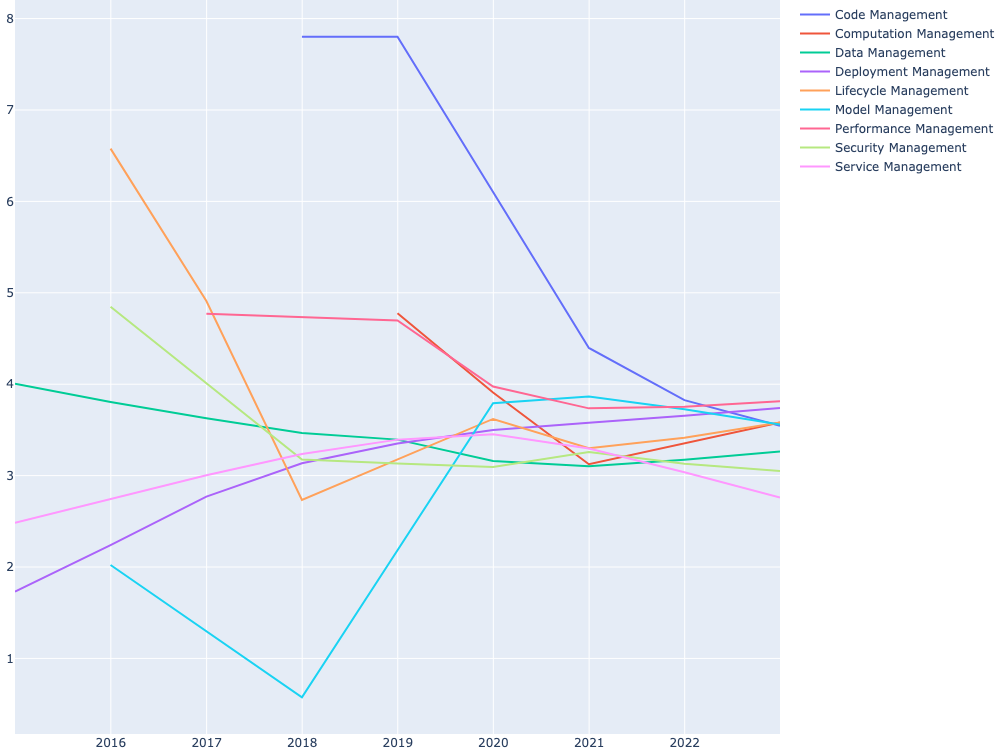 8
7
6
5
4
3
2
1
2016 2017 2018 2019 2020 2021 2022
Code Management
Computation Management
Data Management
Deployment Management
Lifecycle Management
Model Management
Performance Management
Security Management
Service Management